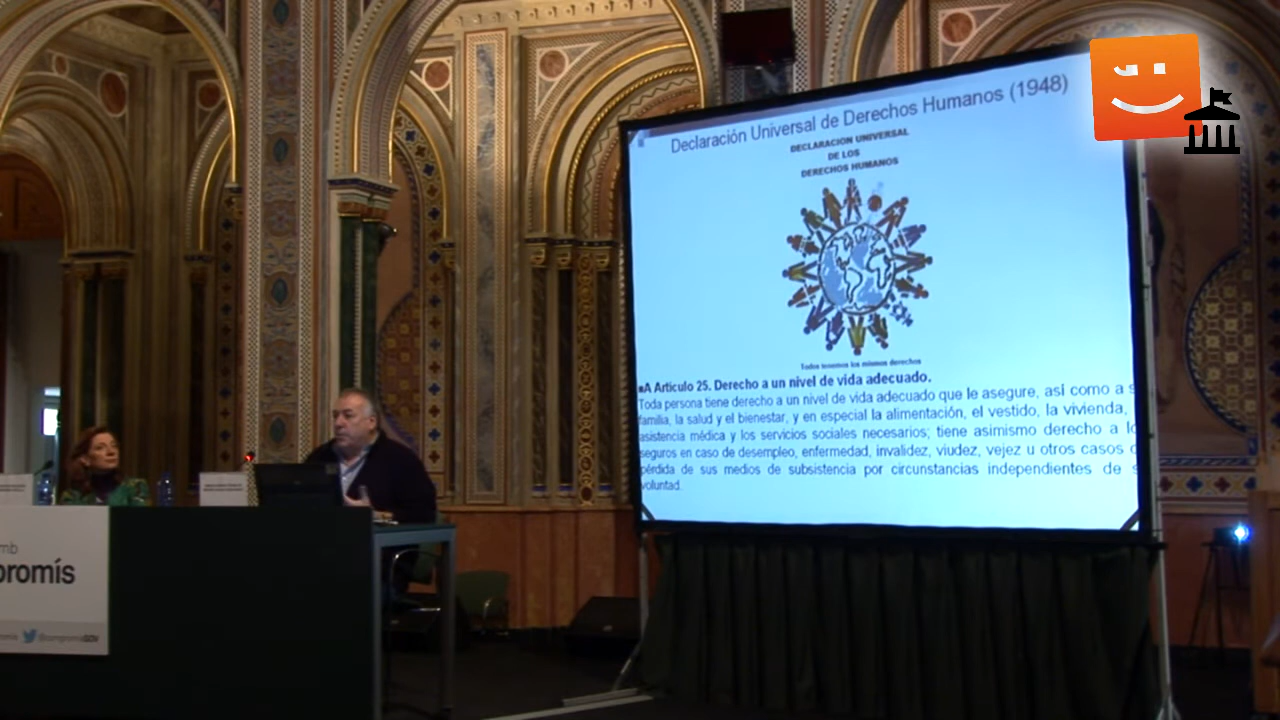 Declaración Universal de Derechos Humanos (1948)
DECLARACION UNIVERSAL
DE LOS
DERECHOS HUMANOS
Todos tenemos los mismos derechos
A Artículo 25. Derecho a un nivel de vida adecuado.
Toda persona tiene derecho a un nivel de vida adecuado que le asegure, así como a s
familia, la salud y el bienestar, y en especial la alimentación, el vestido, la vivienda,
asistencia médica y los servicios sociales necesarios; tiene asimismo derecho a lo
seguros en caso de desempleo, enfermedad, invalidez, viudez, vejez u otros casos d
pérdida de sus medios de subsistencia por circunstancias independientes de s
voluntad.
mb
promís
@compromisGOV